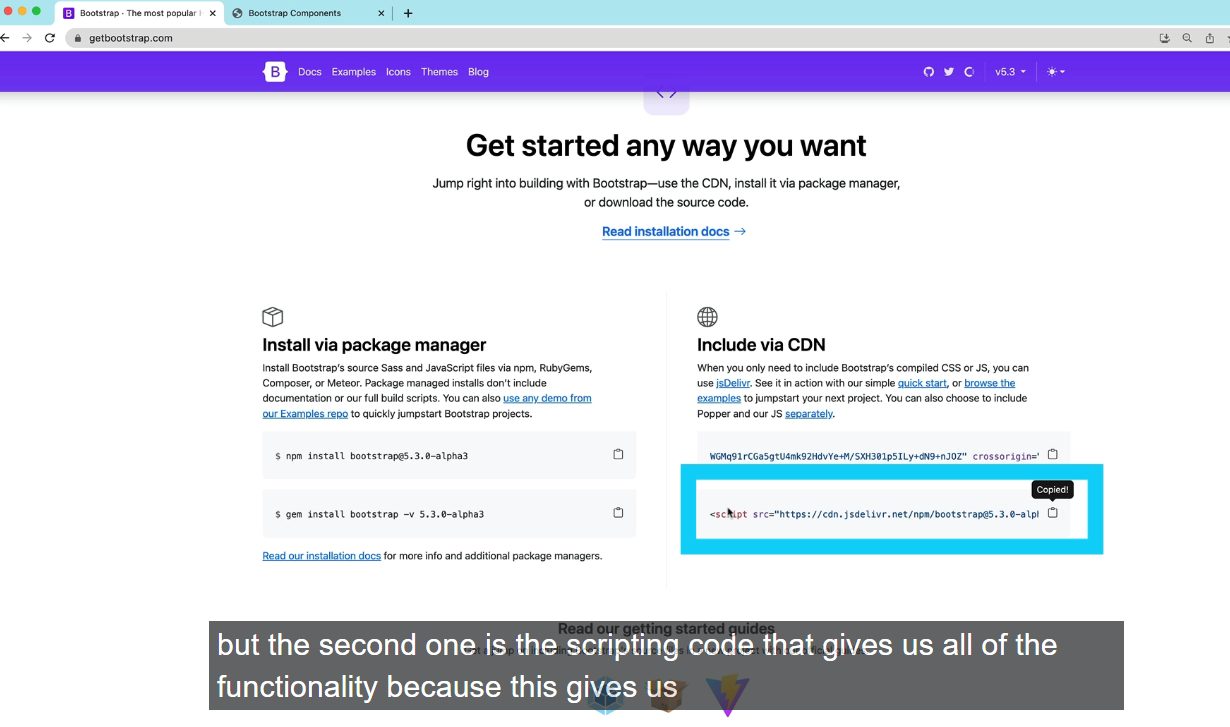 Bootstrap · The most popular
Bootstrap Components
getbootstrap.com
B Docs Examples Icons Themes Blog v5.3
Get started any way you want
Jump right into building with Bootstrap—use the CDN, install it via package manager,
or download the source code.
Read installation docs →
Install via package manager
Install Bootstrap's source Sass and JavaScript files via npm, RubyGems,
Composer, or Meteor. Package managed installs don't include
documentation or our full build scripts. You can also use any demo from
our Examples repo to quickly jumpstart Bootstrap projects.
$ npm install bootstrap@5.3.0-alpha3
$ gem install bootstrap -v 5.3.0-alpha3
Read our installation docs for more info and additional package managers.
Include via CDN
When you only need to include Bootstrap's compiled CSS or JS, you can
use jsDelivr. See it in action with our simple quick start, or browse the
examples to jumpstart your next project. You can also choose to include
Popper and our JS separately.
WGMq91rCGa5gtU4mk92HdvYe+M/SXH301p5ILy+dN9+nJOZ" crossorigin="
Copied!
<script src="https://cdn.jsdelivr.net/npm/bootstrap@5.3.0-alph
Read our getting started guides
but the second one is the scripting code that gives us all of the
functionality because this gives us